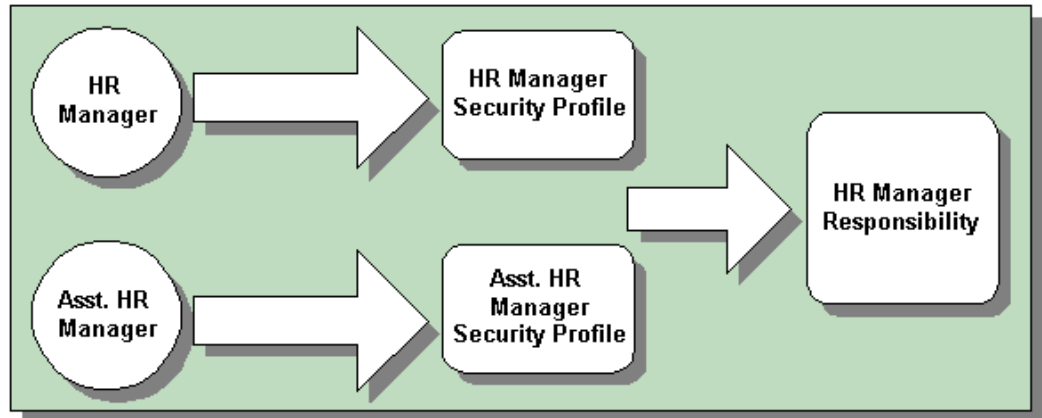 HR
Manager
HR Manager
Security Profile
HR Manager
Responsibility
Asst. HR
Manager
Asst. HR
Manager
Security Profile